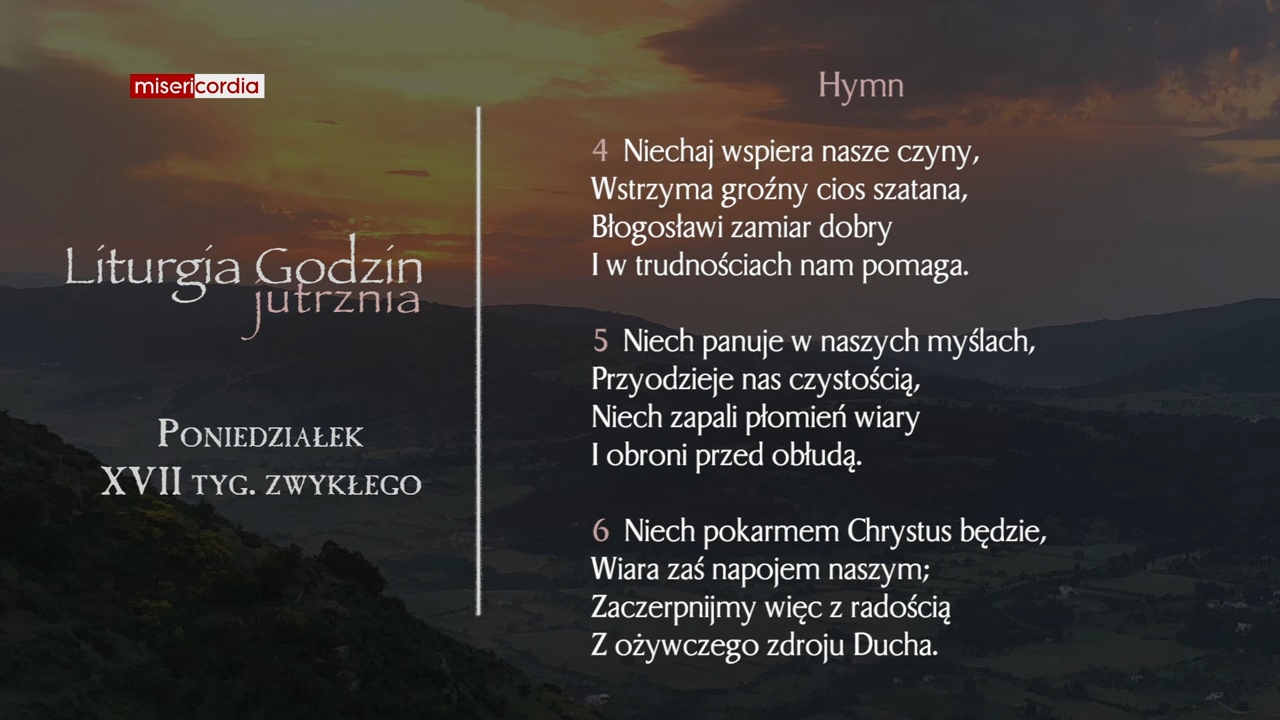 misericordia
Liturgia Godzin
jutrznia
Poniedziałek
XVII tyg. zwykłego
Hymn
4 Niechaj wspiera nasze czyny,
Wstrzyma groźny cios szatana,
Błogosławi zamiar dobry
I w trudnościach nam pomaga.
5 Niech panuje w naszych myślach,
Przyodzieje nas czystością,
Niech zapali płomień wiary
I obroni przed obłudą.
6 Niech pokarmem Chrystus będzie,
Wiara zaś napojem naszym;
Zaczerpnijmy więc z radością
Z ożywczego zdroju Ducha.